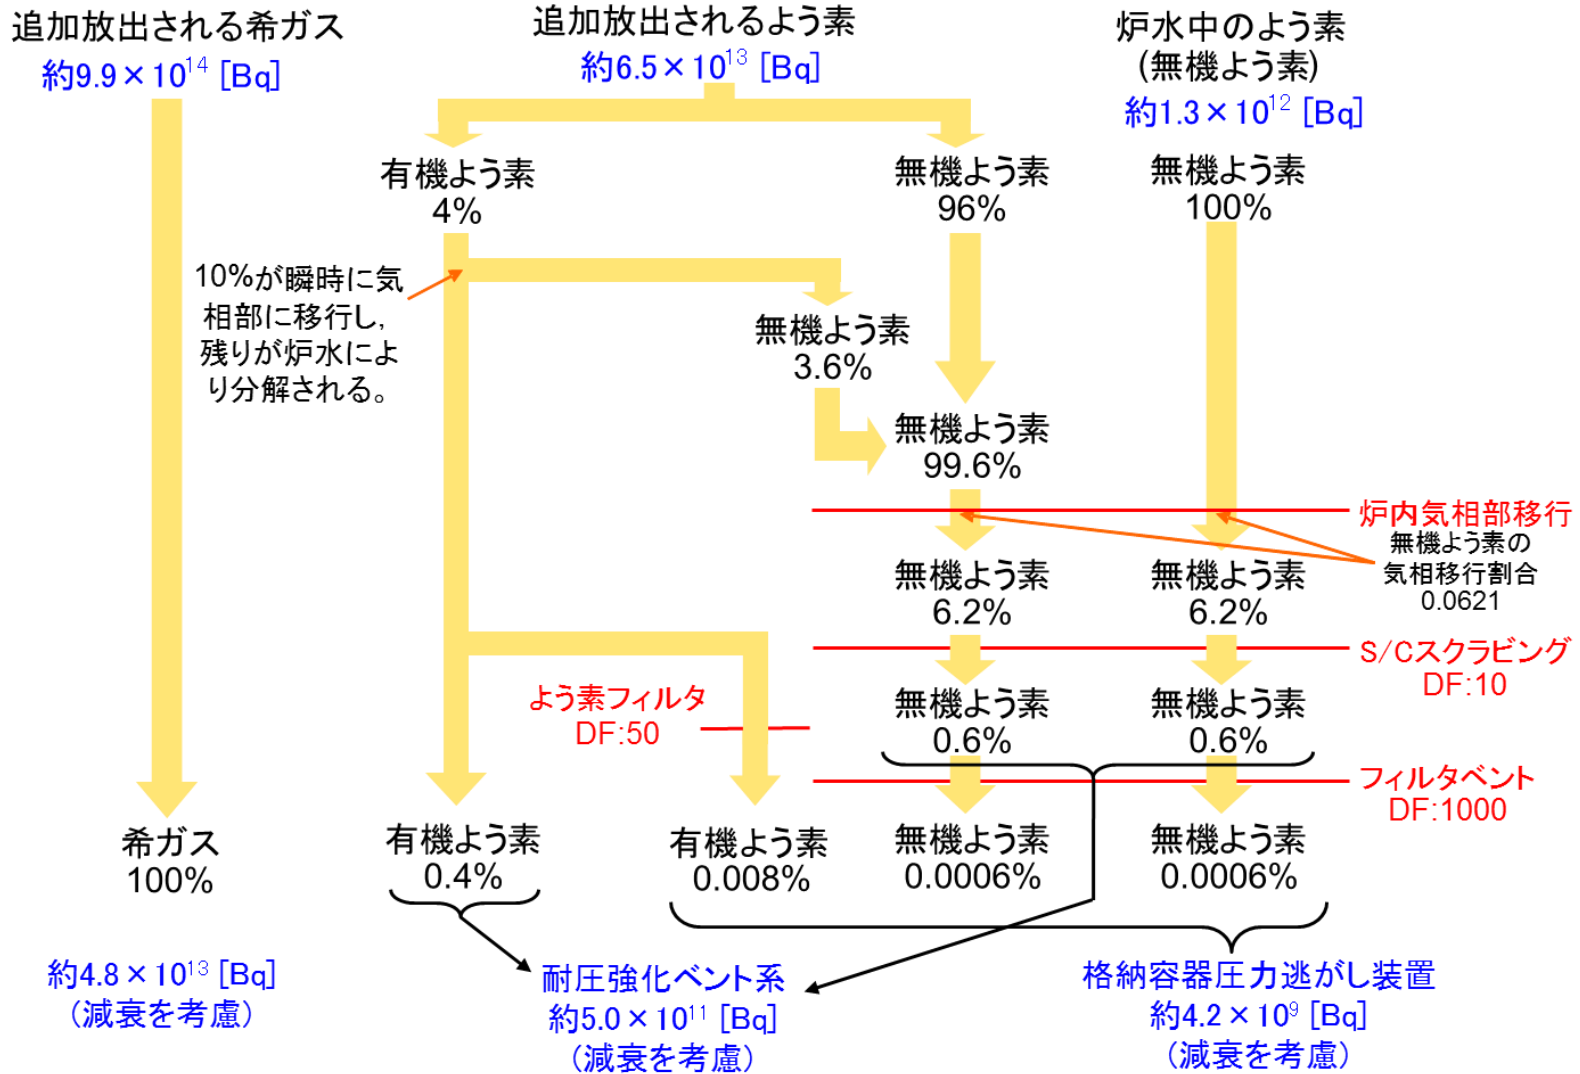 追加放出される希ガス
約9.9×10¹⁴ [Bq]
追加放出されるよう素
約6.5×10¹³ [Bq]
炉水中のよう素
(無機よう素)
約1.3×10¹² [Bq]
有機よう素
4%
無機よう素
96%
無機よう素
100%
10%が瞬時に気
相部に移行し,
残りが炉水によ
り分解される。
無機よう素
3.6%
無機よう素
99.6%
炉内気相部移行
無機よう素の
気相移行割合
0.0621
無機よう素
6.2%
無機よう素
6.2%
S/Cスクラビング
DF:10
よう素フィルタ
DF:50
無機よう素
0.6%
無機よう素
0.6%
フィルタベント
DF:1000
希ガス
100%
有機よう素
0.4%
有機よう素
0.008%
無機よう素
0.0006%
無機よう素
0.0006%
約4.8×10¹³ [Bq]
(減衰を考慮)
耐圧強化ベント系
約5.0×10¹¹ [Bq]
(減衰を考慮)
格納容器圧力逃がし装置
約4.2×10⁹ [Bq]
(減衰を考慮)